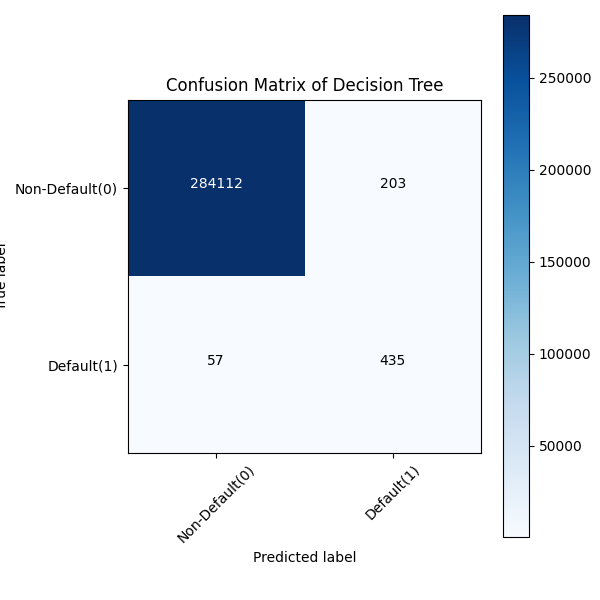 Confusion Matrix of Decision Tree
Non-Default(0)
284112
203
Default(1)
57
435
Non-Default(0)
Default(1)
Predicted label
label
250000
200000
150000
100000
50000